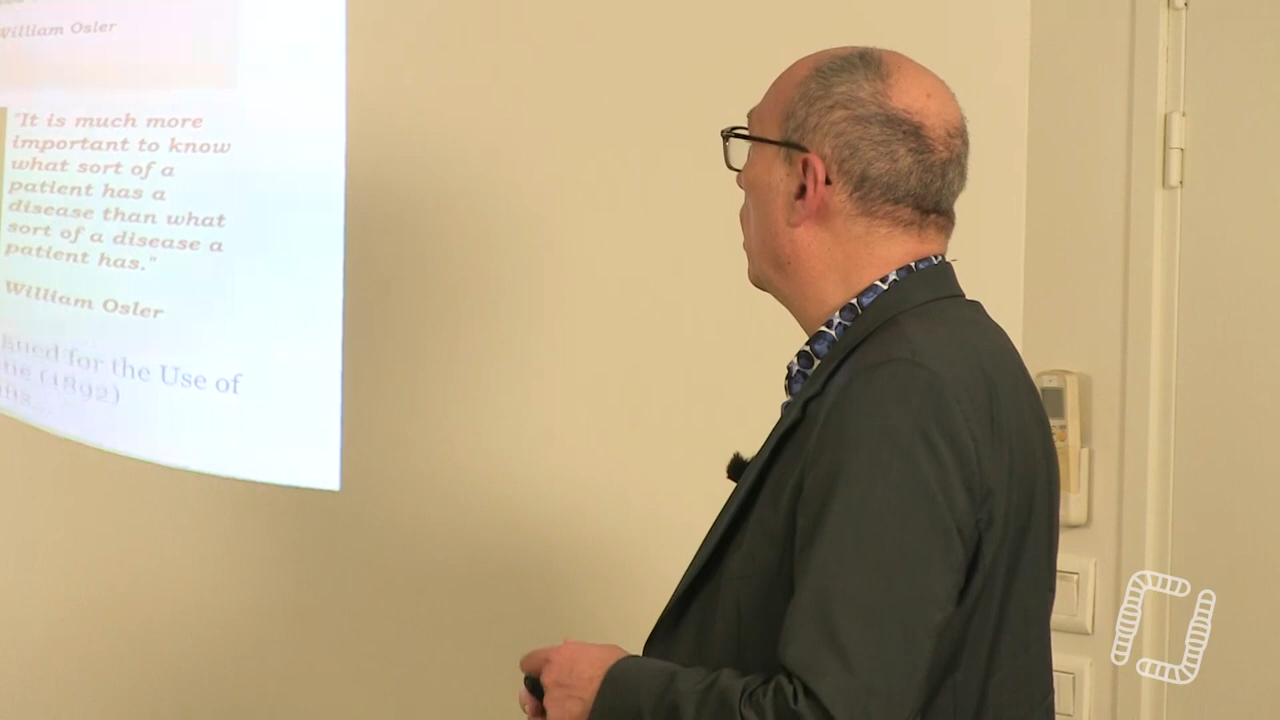 William Osler
"It is much more
important to know
what sort of a
patient has a
disease than what
sort of a disease a
patient has."
William Osler
for the Use of
(1892)